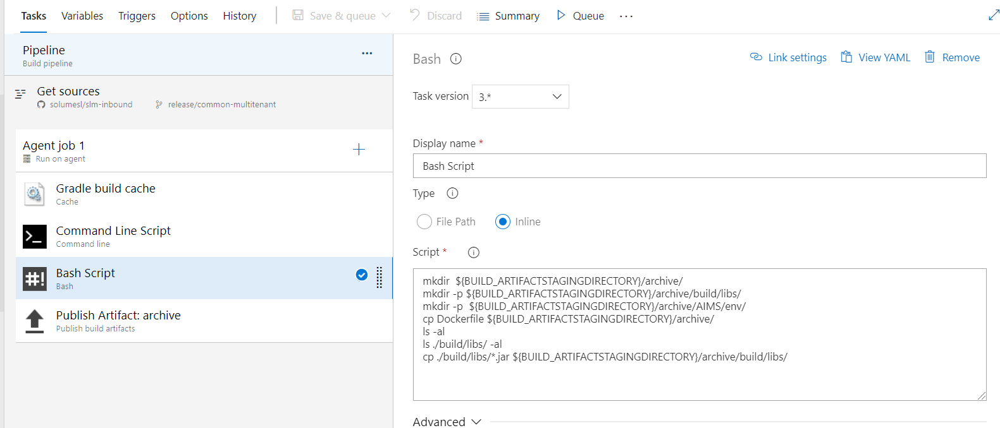 Tasks Variables Triggers Options History Save & queue Discard Summary Queue ...
Pipeline
Build pipeline
Get sources
solumesl/slm-inbound release/common-multitenant
Agent job 1
Run on agent
Gradle build cache
Cache
Command Line Script
Command line
Bash Script
Bash
Publish Artifact: archive
Publish build artifacts
Bash Link settings View YAML Remove
Task version 3.*
Display name *
Bash Script
Type
File Path Inline
Script *
mkdir  ${BUILD_ARTIFACTSTAGINGDIRECTORY}/archive/
mkdir -p ${BUILD_ARTIFACTSTAGINGDIRECTORY}/archive/build/libs/
mkdir -p  ${BUILD_ARTIFACTSTAGINGDIRECTORY}/archive/AIMS/env/
cp Dockerfile ${BUILD_ARTIFACTSTAGINGDIRECTORY}/archive/
ls -al
ls ./build/libs/ -al
cp ./build/libs/*.jar ${BUILD_ARTIFACTSTAGINGDIRECTORY}/archive/build/libs/
Advanced